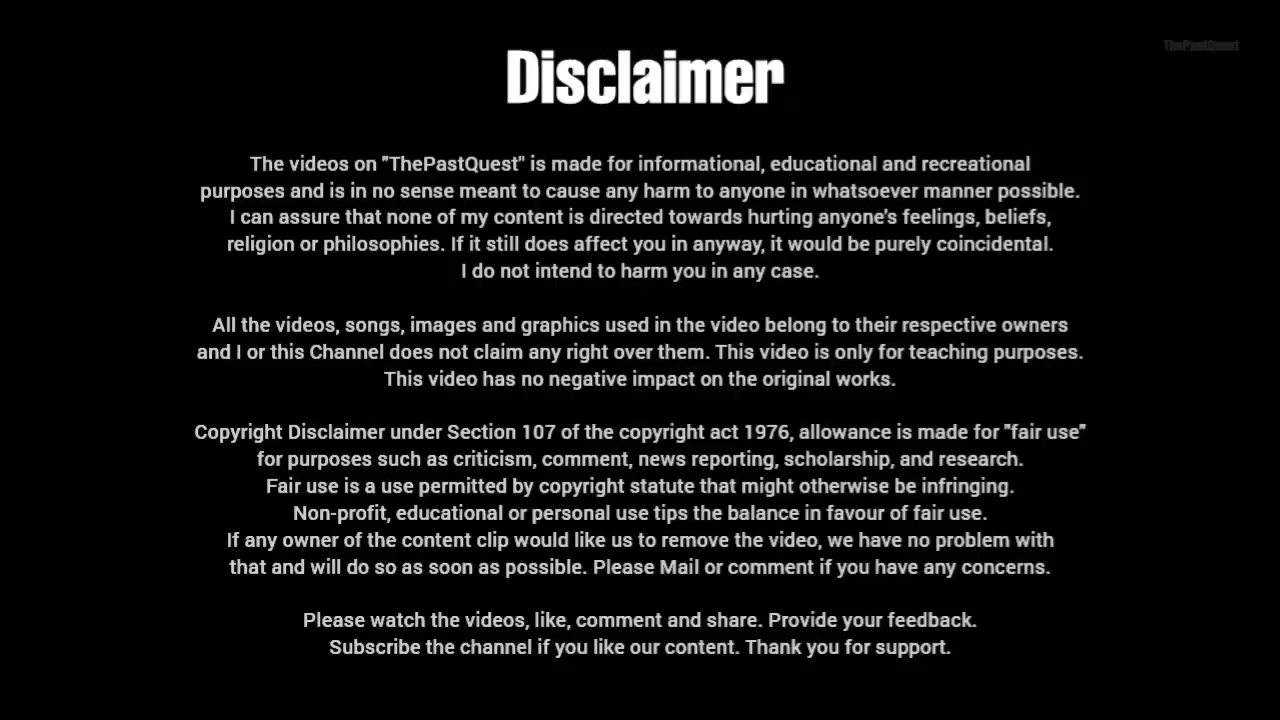 ThePastQuest
Disclaimer
The videos on "ThePastQuest" is made for informational, educational and recreational
purposes and is in no sense meant to cause any harm to anyone in whatsoever manner possible.
I can assure that none of my content is directed towards hurting anyone's feelings, beliefs,
religion or philosophies. If it still does affect you in anyway, it would be purely coincidental.
I do not intend to harm you in any case.
All the videos, songs, images and graphics used in the video belong to their respective owners
and I or this Channel does not claim any right over them. This video is only for teaching purposes.
This video has no negative impact on the original works.
Copyright Disclaimer under Section 107 of the copyright act 1976, allowance is made for "fair use"
for purposes such as criticism, comment, news reporting, scholarship, and research.
Fair use is a use permitted by copyright statute that might otherwise be infringing.
Non-profit, educational or personal use tips the balance in favour of fair use.
If any owner of the content clip would like us to remove the video, we have no problem with
that and will do so as soon as possible. Please Mail or comment if you have any concerns.
Please watch the videos, like, comment and share. Provide your feedback.
Subscribe the channel if you like our content. Thank you for support.